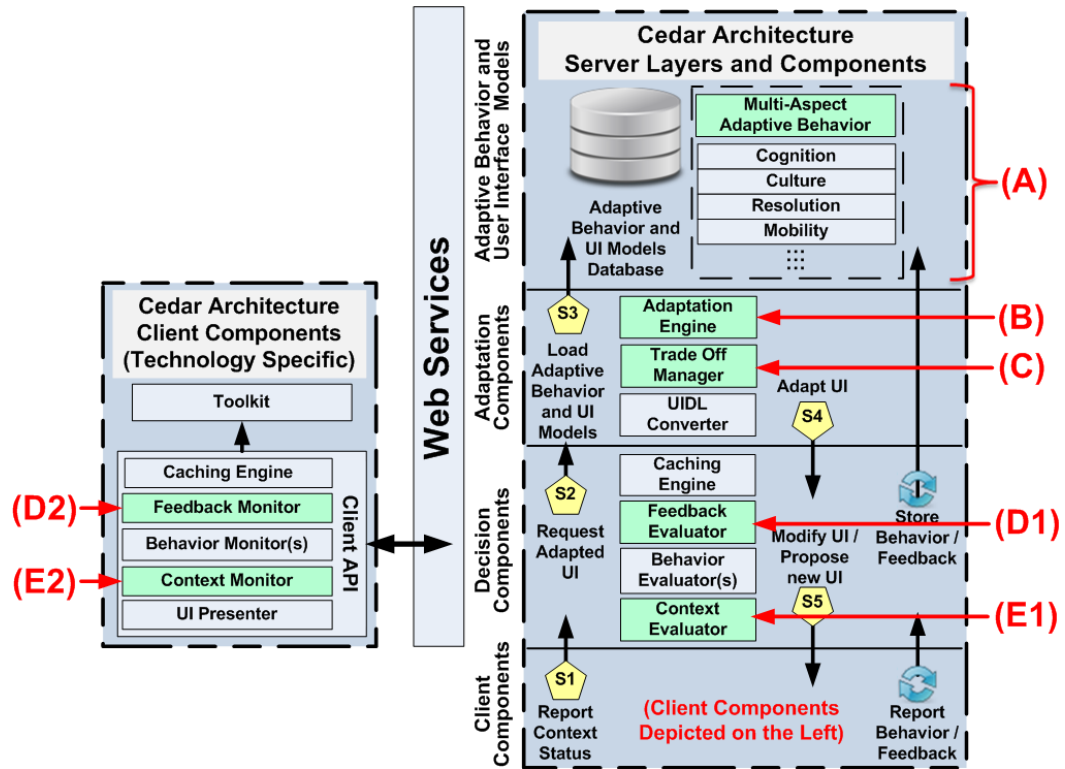 Cedar Architecture
Client Components
(Technology Specific)
Toolkit
Caching Engine
Feedback Monitor
Behavior Monitor(s)
Context Monitor
UI Presenter
Client API
(D2)
(E2)
Web Services
Cedar Architecture
Server Layers and Components
Adaptive Behavior and
User Interface Models
Adaptive
Behavior and
UI Models
Database
Multi-Aspect
Adaptive Behavior
Cognition
Culture
Resolution
Mobility
(A)
Adaptation
Components
S3
Load
Adaptive
Behavior
and UI
Models
Adaptation
Engine
Trade Off
Manager
UIDL
Converter
Adapt UI
S4
(B)
(C)
Decision
Components
S2
Request
Adapted
UI
Caching
Engine
Feedback
Evaluator
Behavior
Evaluator(s)
Context
Evaluator
Modify UI /
Propose
new UI
S5
Store
Behavior /
Feedback
(D1)
(E1)
Client
Components
S1
Report
Context
Status
(Client Components
Depicted on the Left)
Report
Behavior /
Feedback